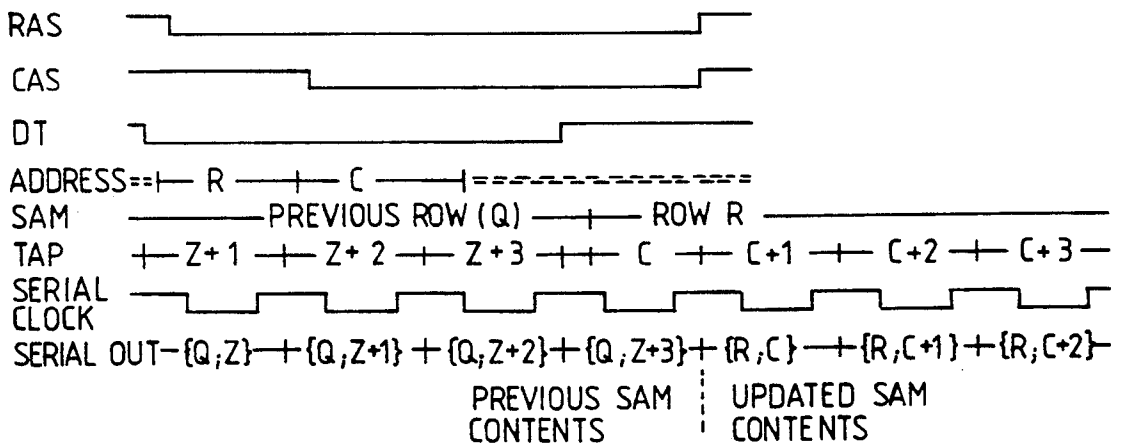 RAS
CAS
DT
ADDRESS R C
SAM PREVIOUS ROW (Q) ROW R
TAP Z+1 Z+2 Z+3 C C+1 C+2 C+3
SERIAL CLOCK
SERIAL OUT {Q,Z} {Q,Z+1} {Q,Z+2} {Q,Z+3} {R,C} {R,C+1} {R,C+2}
PREVIOUS SAM CONTENTS
UPDATED SAM CONTENTS